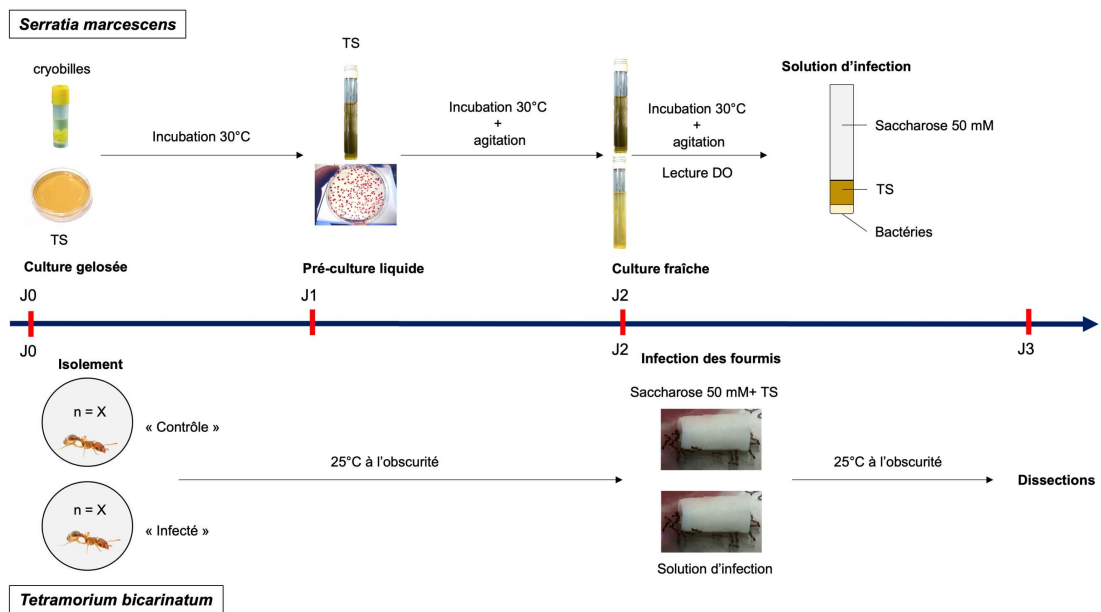 Serratia marcescens
cryobilles
TS
Incubation 30°C
TS
Incubation 30°C
+
agitation
Incubation 30°C
+
agitation
Lecture DO
Solution d'infection
Saccharose 50 mM
TS
Bactéries
Culture gelosée
Pré-culture liquide
Culture fraîche
J0
J1
J2
J0
J2
J3
Isolement
Infection des fourmis
n = X
« Contrôle »
Saccharose 50 mM+ TS
25°C à l'obscurité
25°C à l'obscurité
Dissections
n = X
« Infecté »
Solution d'infection
Tetramorium bicarinatum